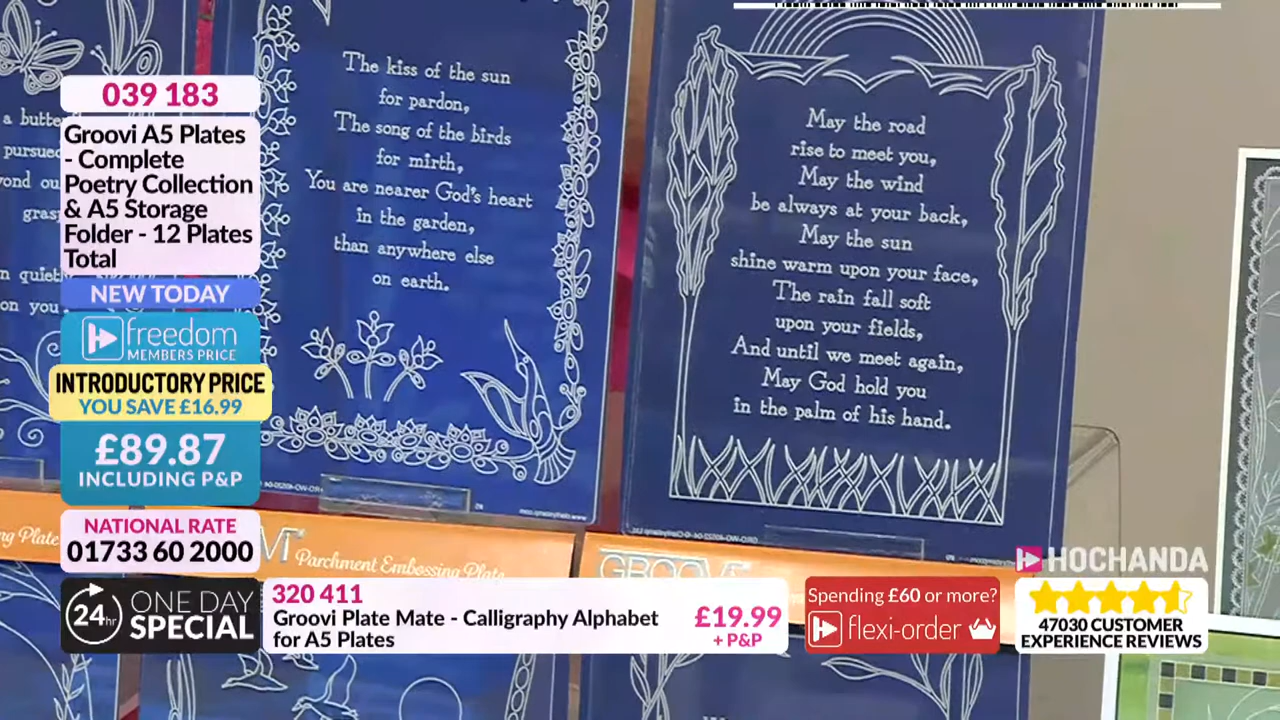 039 183
Groovi A5 Plates
- Complete
Poetry Collection
& A5 Storage
Folder - 12 Plates
Total
NEW TODAY
freedom
MEMBERS PRICE
INTRODUCTORY PRICE
YOU SAVE £16.99
£89.87
INCLUDING P&P
NATIONAL RATE
01733 60 2000
a
pursued
on you.
The kiss of the sun
for pardon,
The song of the birds
for mirth,
You are nearer God's heart
in the garden,
than anywhere else
on earth.
May the road
rise to meet you,
May the wind
be always at your back,
May the sun
shine warm upon your face,
The rain fall soft
upon your fields,
And until we meet again,
May God hold you
in the palm of his hand.
Plate
Parchment Embossing Plate
GROOVI
HOCHANDA
24hr
ONE DAY
SPECIAL
320 411
Groovi Plate Mate - Calligraphy Alphabet
for A5 Plates
£19.99
+ P&P
Spending £60 or more?
flexi-order
47030 CUSTOMER
EXPERIENCE REVIEWS